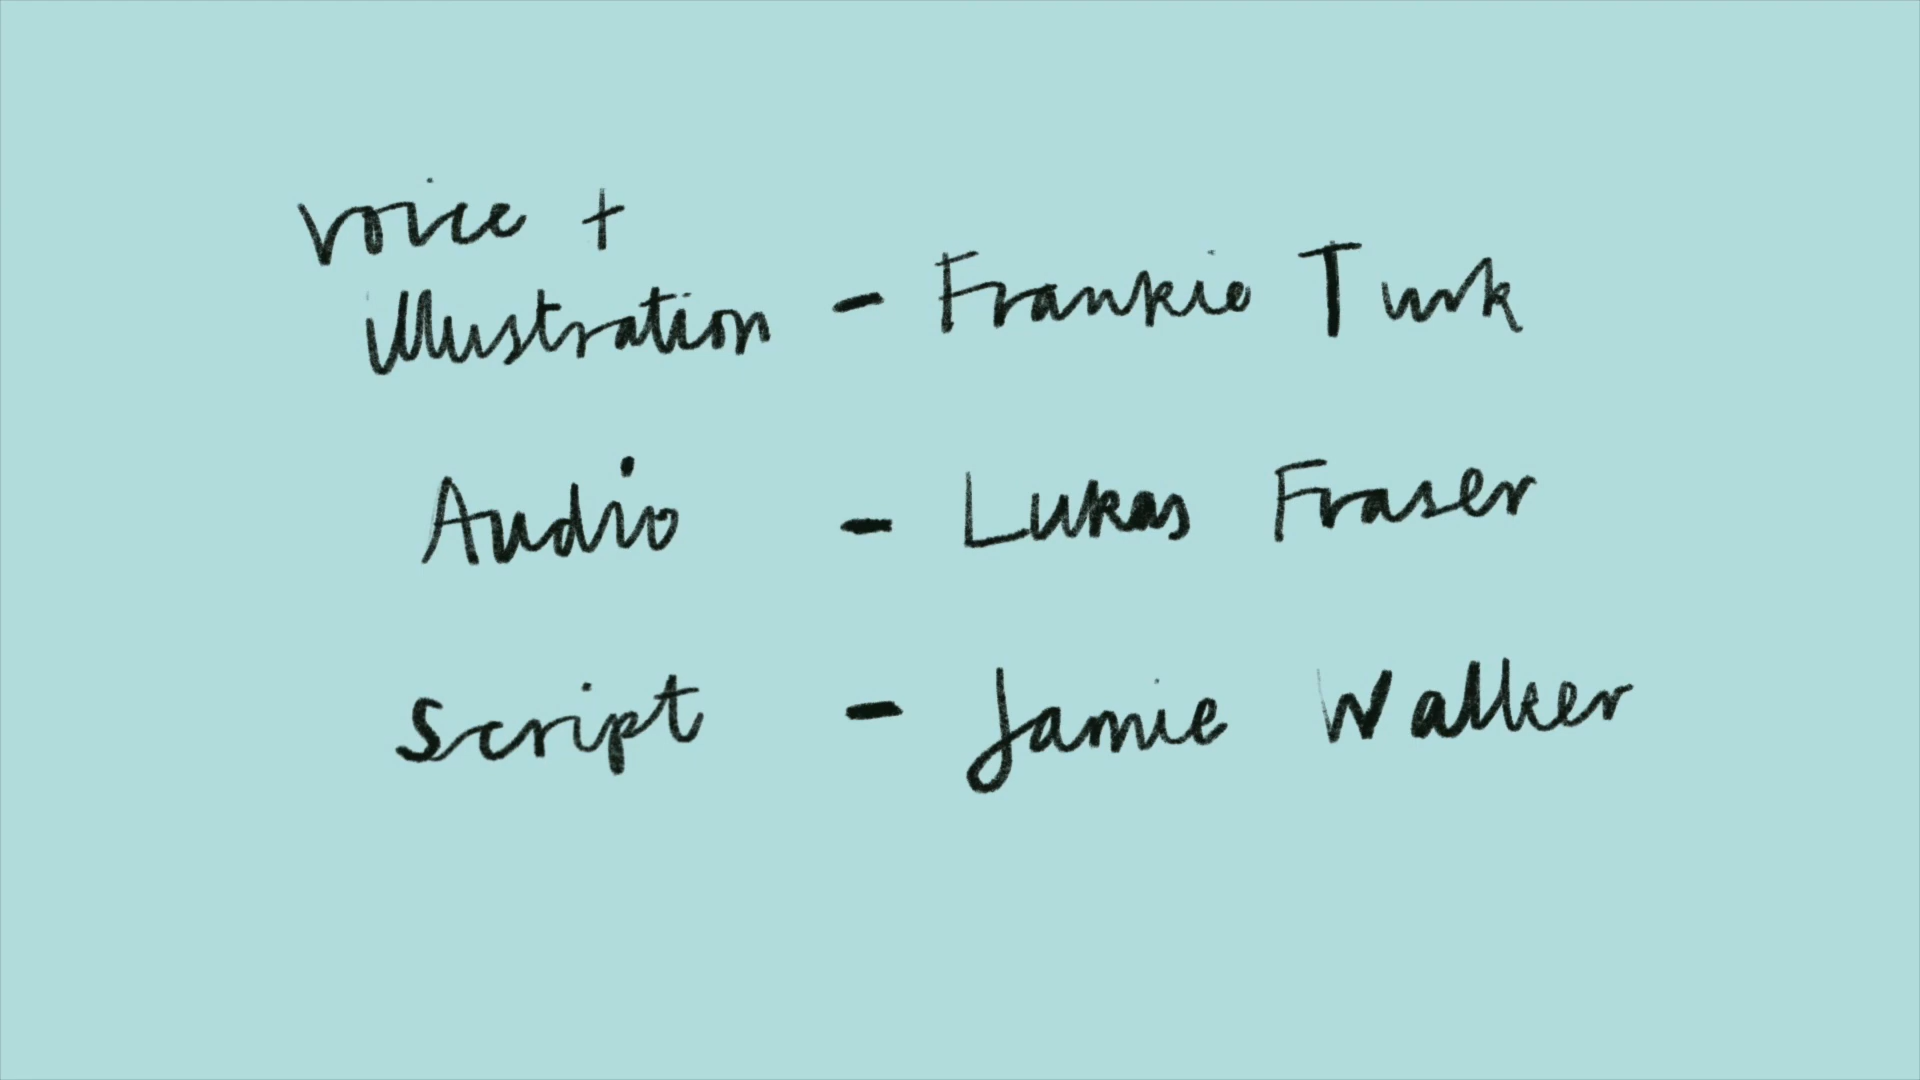 voice +
illustration - Frankie Turk
Audio - Lukas Fraser
Script - Jamie Walker